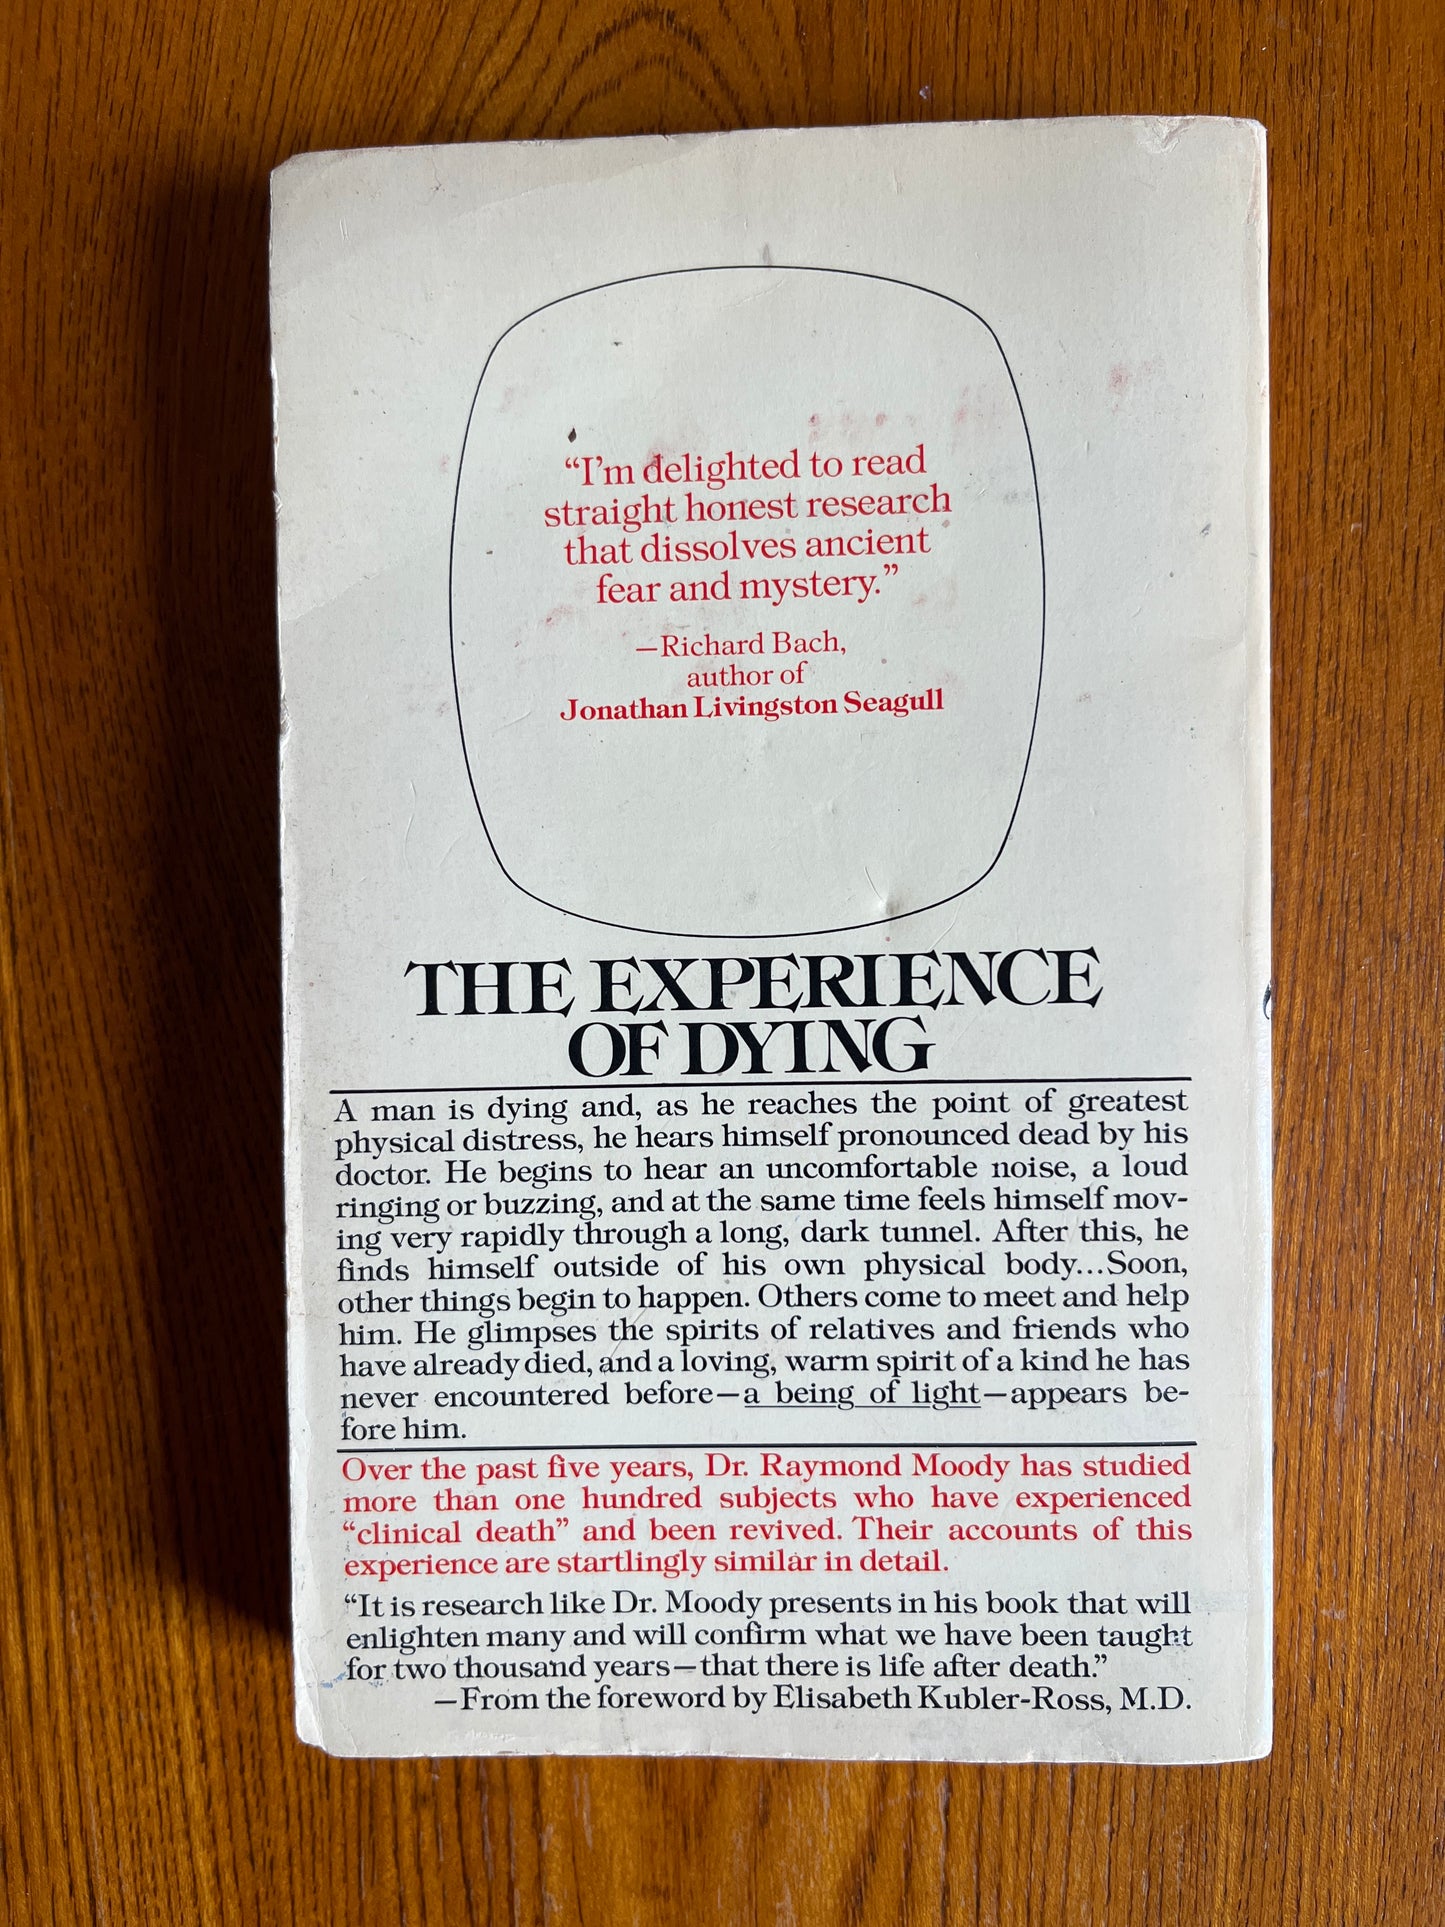 “I’m delighted to read
straight honest research
that dissolves ancient
fear and mystery.”
—Richard Bach,
author of
Jonathan Livingston Seagull
THE EXPERIENCE
OF DYING
A man is dying and, as he reaches the point of greatest
physical distress, he hears himself pronounced dead by his
doctor. He begins to hear an uncomfortable noise, a loud
ringing or buzzing, and at the same time feels himself mov-
ing very rapidly through a long, dark tunnel. After this, he
finds himself outside of his own physical body...Soon,
other things begin to happen. Others come to meet and help
him. He glimpses the spirits of relatives and friends who
have already died, and a loving, warm spirit of a kind he has
never encountered before—a being of light—appears be-
fore him.
Over the past five years, Dr. Raymond Moody has studied
more than one hundred subjects who have experienced
“clinical death” and been revived. Their accounts of this
experience are startlingly similar in detail.
“It is research like Dr. Moody presents in his book that will
enlighten many and will confirm what we have been taught
for two thousand years—that there is life after death.”
—From the foreword by Elisabeth Kubler-Ross, M.D.